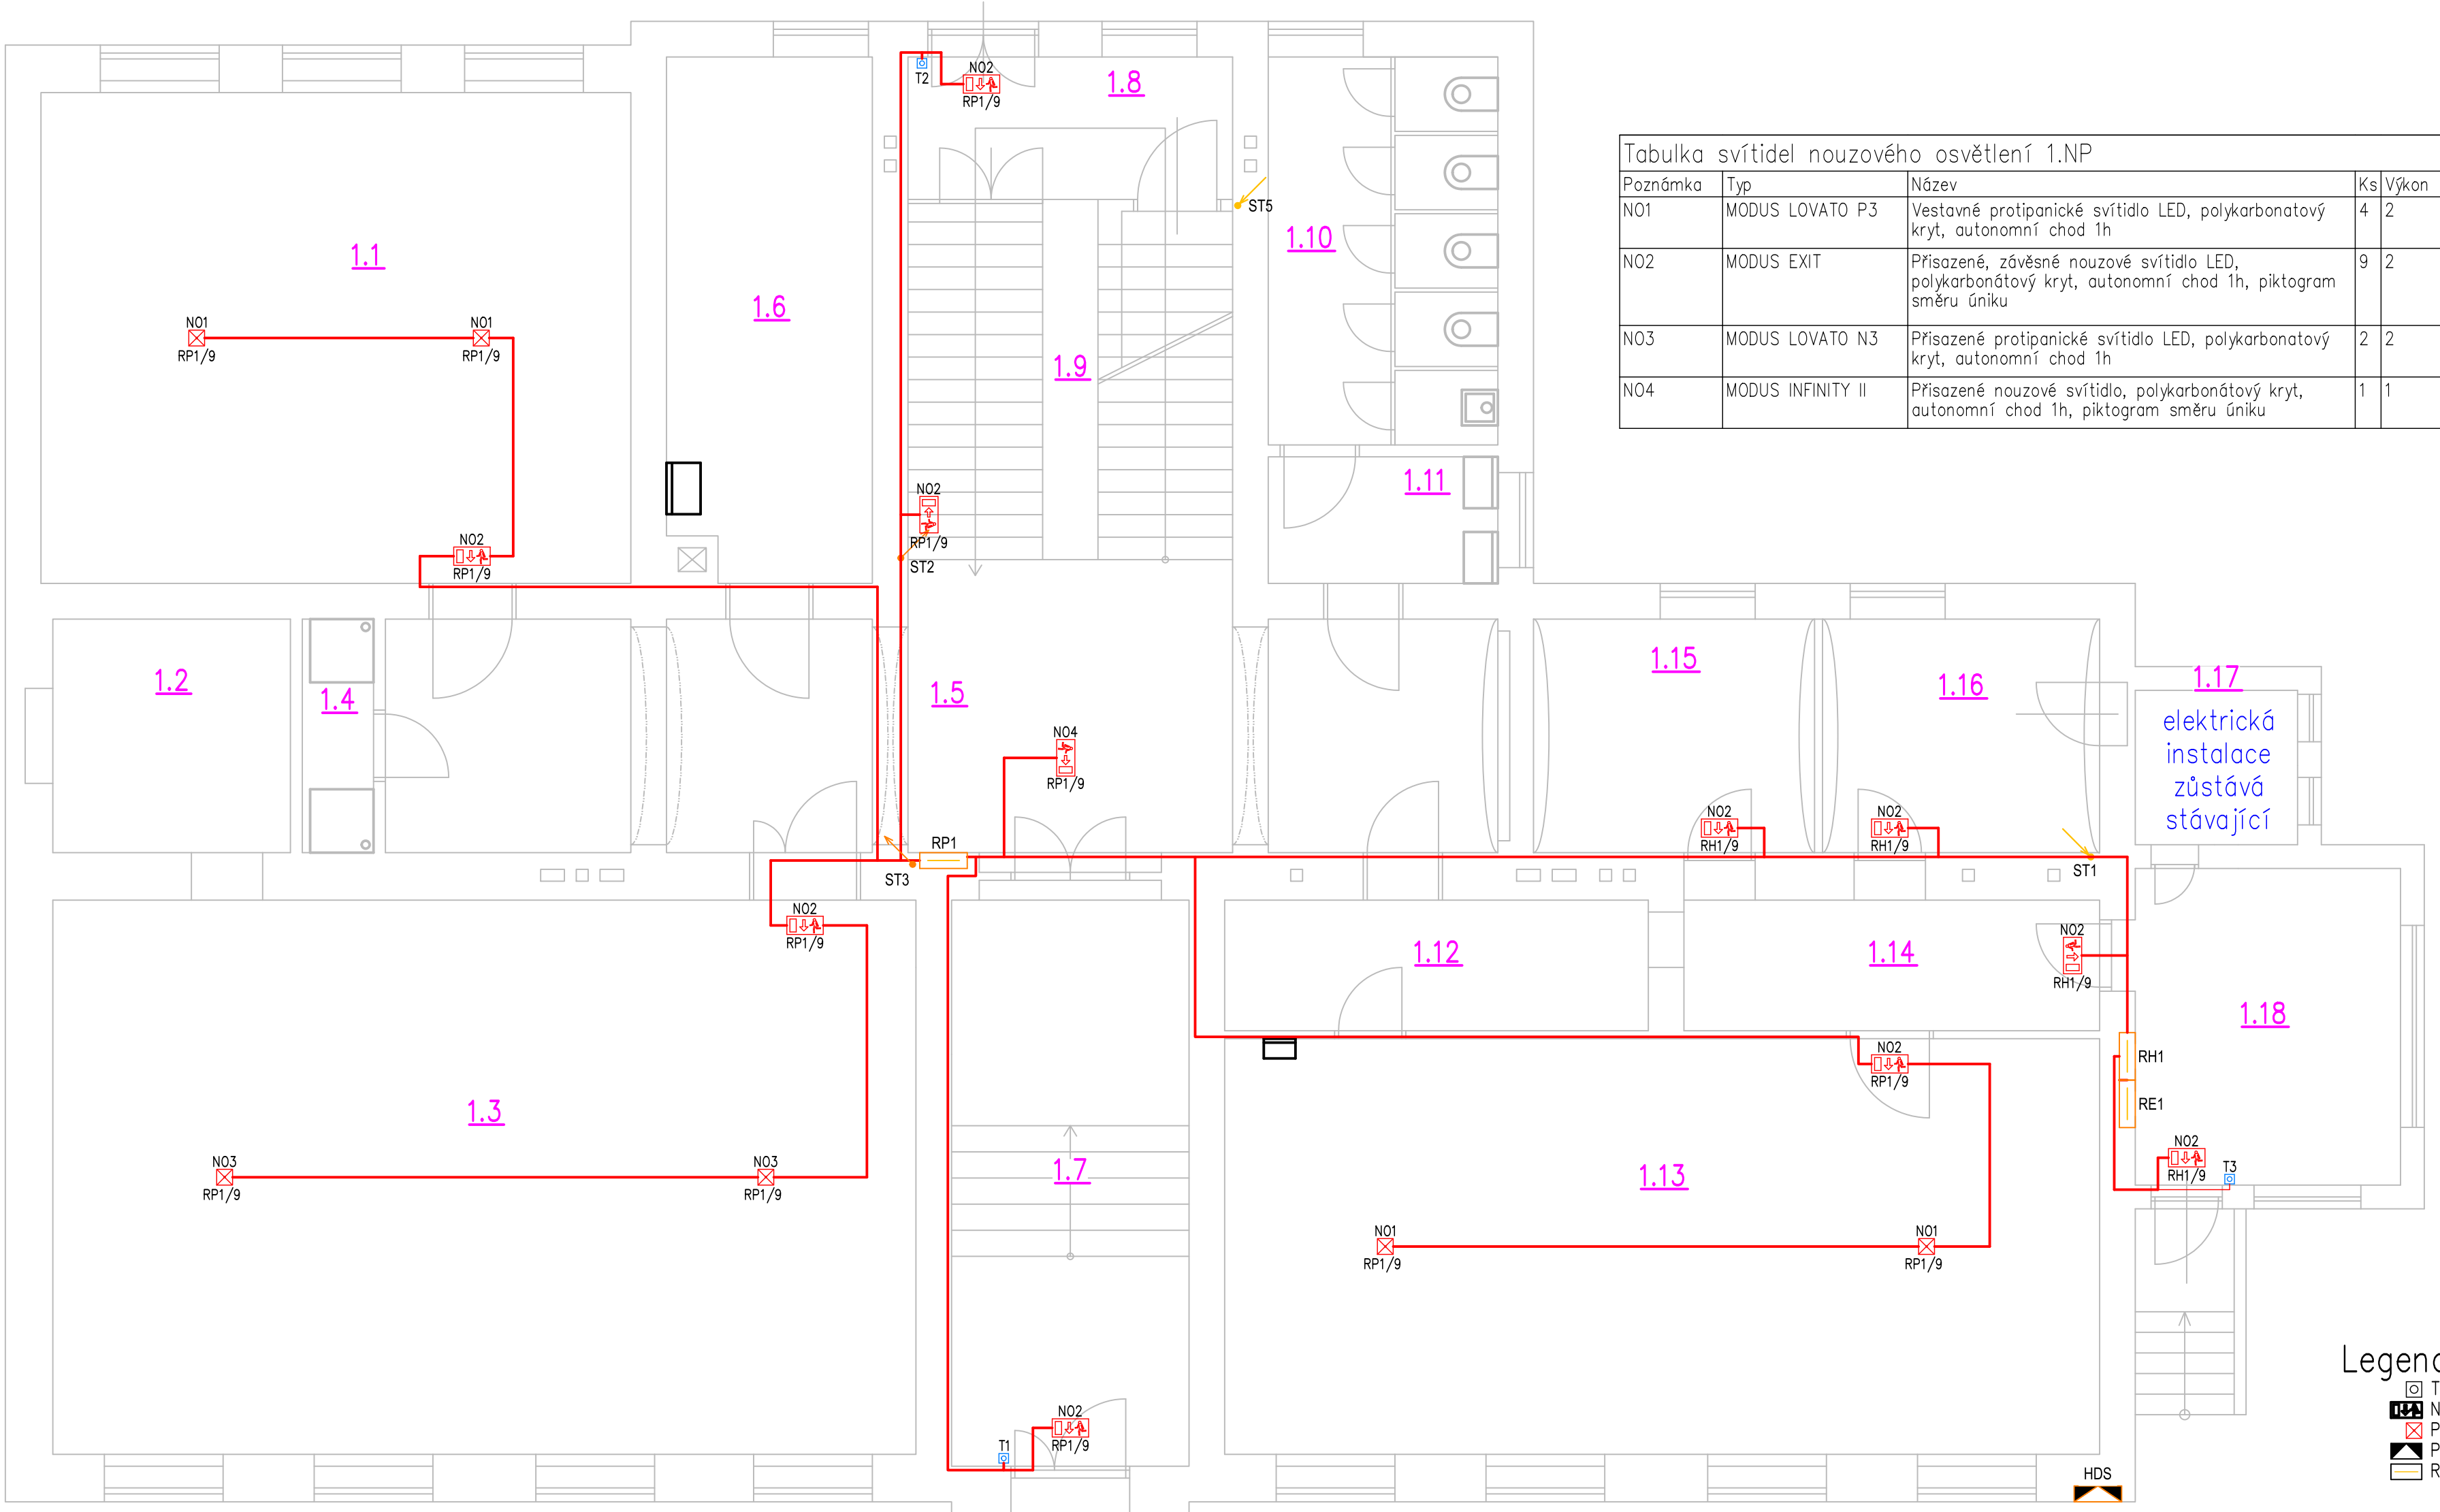 NO2
T2
RP1/9
1.8
Tabulka svítidel nouzového osvětlení 1.NP
Poznámka Typ Název Ks Výkon
NO1 MODUS LOVATO P3 Vestavné protipanické svítidlo LED, polykarbonatový 4 2
kryt, autonomní chod 1h
NO2 MODUS EXIT Přisazené, závěsné nouzové svítidlo LED, 9 2
polykarbonátový kryt, autonomní chod 1h, piktogram
směru úniku
NO3 MODUS LOVATO N3 Přisazené protipanické svítidlo LED, polykarbonatový 2 2
kryt, autonomní chod 1h
NO4 MODUS INFINITY II Přisazené nouzové svítidlo, polykarbonátový kryt, 1 1
autonomní chod 1h, piktogram směru úniku
ST5
1.1
1.10
1.6
NO1
RP1/9
NO1
RP1/9
1.9
1.11
NO2
RP1/9
ST2
NO2
RP1/9
1.2
1.4
1.5
1.15
1.16
1.17
elektrická
instalace
zůstává
stávající
NO4
RP1/9
NO2
RH1/9
NO2
RH1/9
RP1
ST3
ST1
NO2
RP1/9
1.12
1.14
NO2
RH1/9
1.18
NO2
RP1/9
RH1
RE1
1.3
1.7
1.13
NO3
RP1/9
NO3
RP1/9
NO2
RH1/9
T3
NO1
RP1/9
NO1
RP1/9
NO2
RP1/9
T1
HDS
Legen
T
N
P
P
R